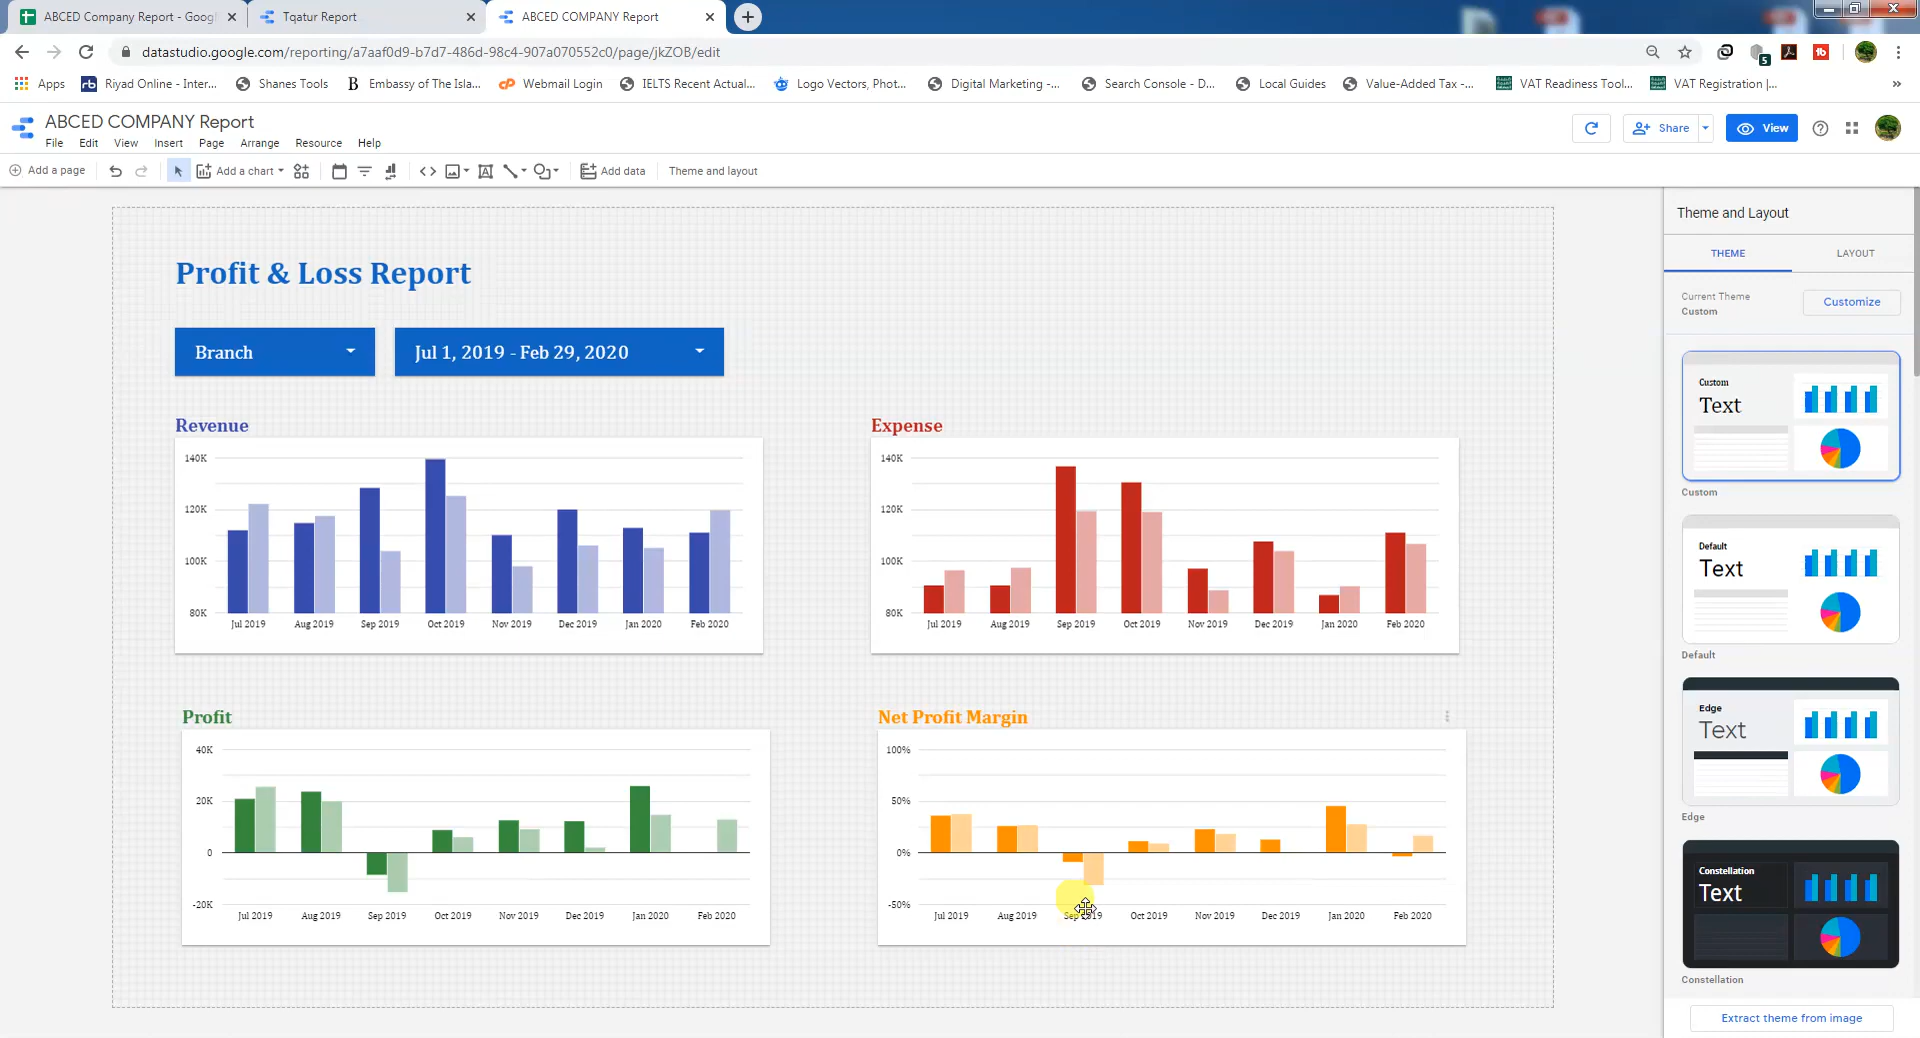 ABCED Company Report - Googl
Tqatur Report
ABCED COMPANY Report
datastudio.google.com/reporting/a7aaf0d9-b7d7-486d-98c4-907a070552c0/page/jkZOB/edit
5
Apps
Riyad Online - Inter...
Shanes Tools
Embassy of The Isla...
Webmail Login
IELTS Recent Actual...
Logo Vectors, Phot...
Digital Marketing -...
Search Console - D...
Local Guides
Value-Added Tax -...
VAT Readiness Tool...
VAT Registration |...
»
ABCED COMPANY Report
File Edit View Insert Page Arrange Resource Help
Share
View
Add a page
Add a chart
Add data
Theme and layout
Profit & Loss Report
Branch
Jul 1, 2019 - Feb 29, 2020
Revenue
140K
120K
100K
80K
Jul 2019 Aug 2019 Sep 2019 Oct 2019 Nov 2019 Dec 2019 Jan 2020 Feb 2020
Expense
140K
120K
100K
80K
Jul 2019 Aug 2019 Sep 2019 Oct 2019 Nov 2019 Dec 2019 Jan 2020 Feb 2020
Profit
40K
20K
0
-20K
Jul 2019 Aug 2019 Sep 2019 Oct 2019 Nov 2019 Dec 2019 Jan 2020 Feb 2020
Net Profit Margin
100%
50%
0%
-50%
Jul 2019 Aug 2019 Sep 2019 Oct 2019 Nov 2019 Dec 2019 Jan 2020 Feb 2020
Theme and Layout
THEME LAYOUT
Current Theme
Custom
Customize
Custom
Text
Custom
Default
Text
Default
Edge
Text
Edge
Constellation
Text
Constellation
Extract theme from image